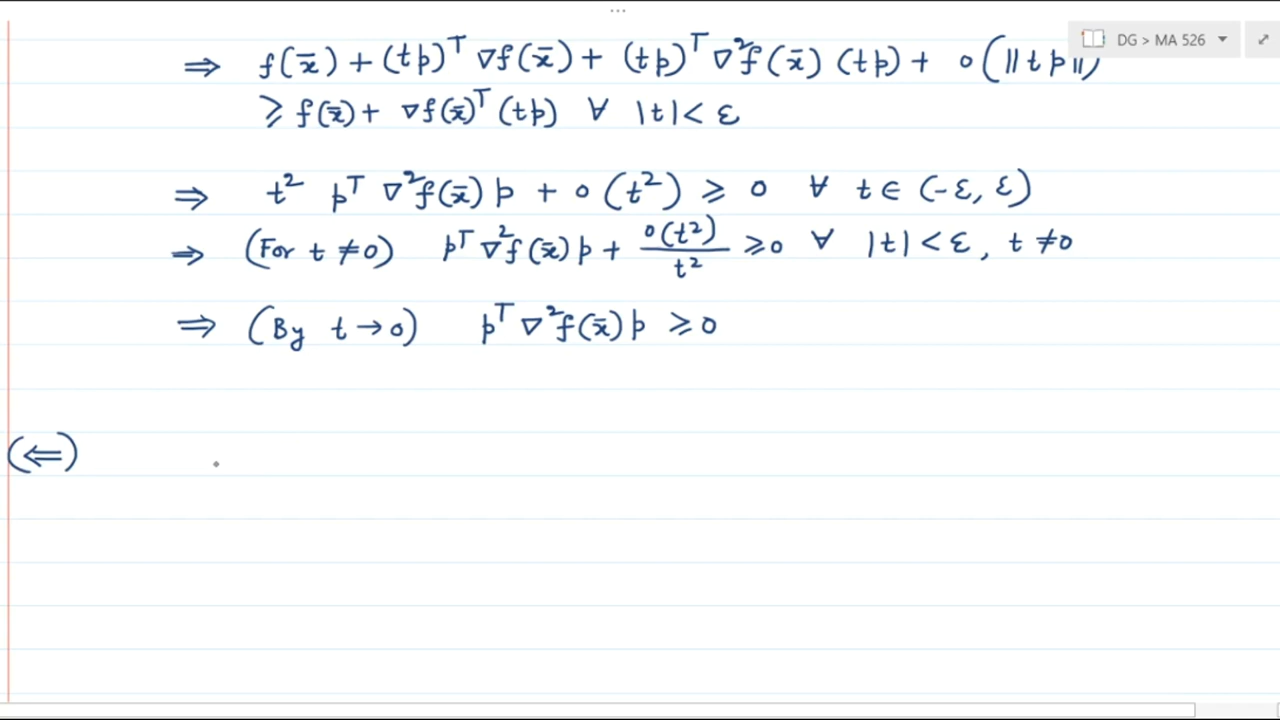 ...
DG > MA 526
⇒ f(x̄) + (tp)ᵀ ∇f(x̄) + (tp)ᵀ ∇²f(x̄) (tp) + o(‖tp‖)
≥ f(x̄) + ∇f(x̄)ᵀ (tp) ∀ |t| < ε
⇒ t² pᵀ ∇²f(x̄) p + o(t²) ≥ 0 ∀ t ∈ (-ε, ε)
⇒ (For t ≠ 0) pᵀ ∇²f(x̄) p + o(t²)/t² ≥ 0 ∀ |t| < ε, t ≠ 0
⇒ (By t → 0) pᵀ ∇²f(x̄) p ≥ 0
(⇐)